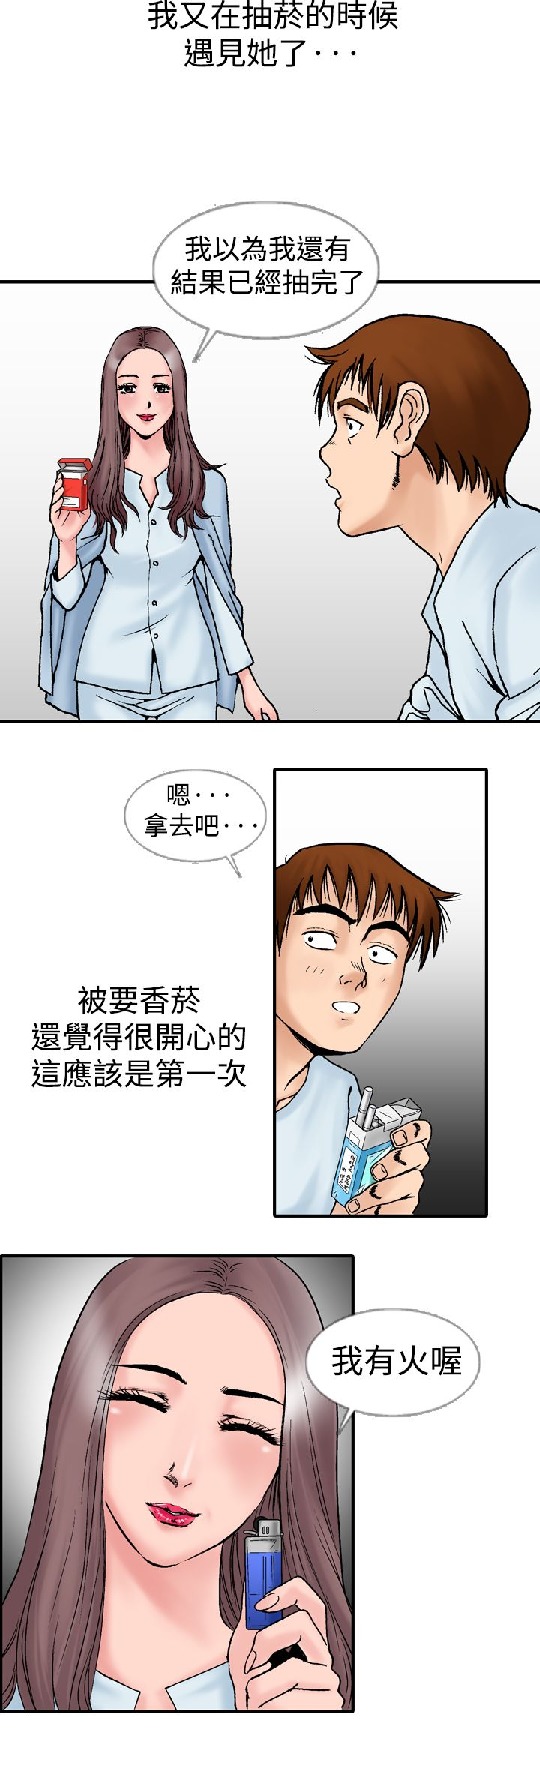 我又在抽菸的時候
遇見她了···
我以為我還有
結果已經抽完了
嗯···
拿去吧···
被要香菸
還覺得很開心的
這應該是第一次
我有火喔